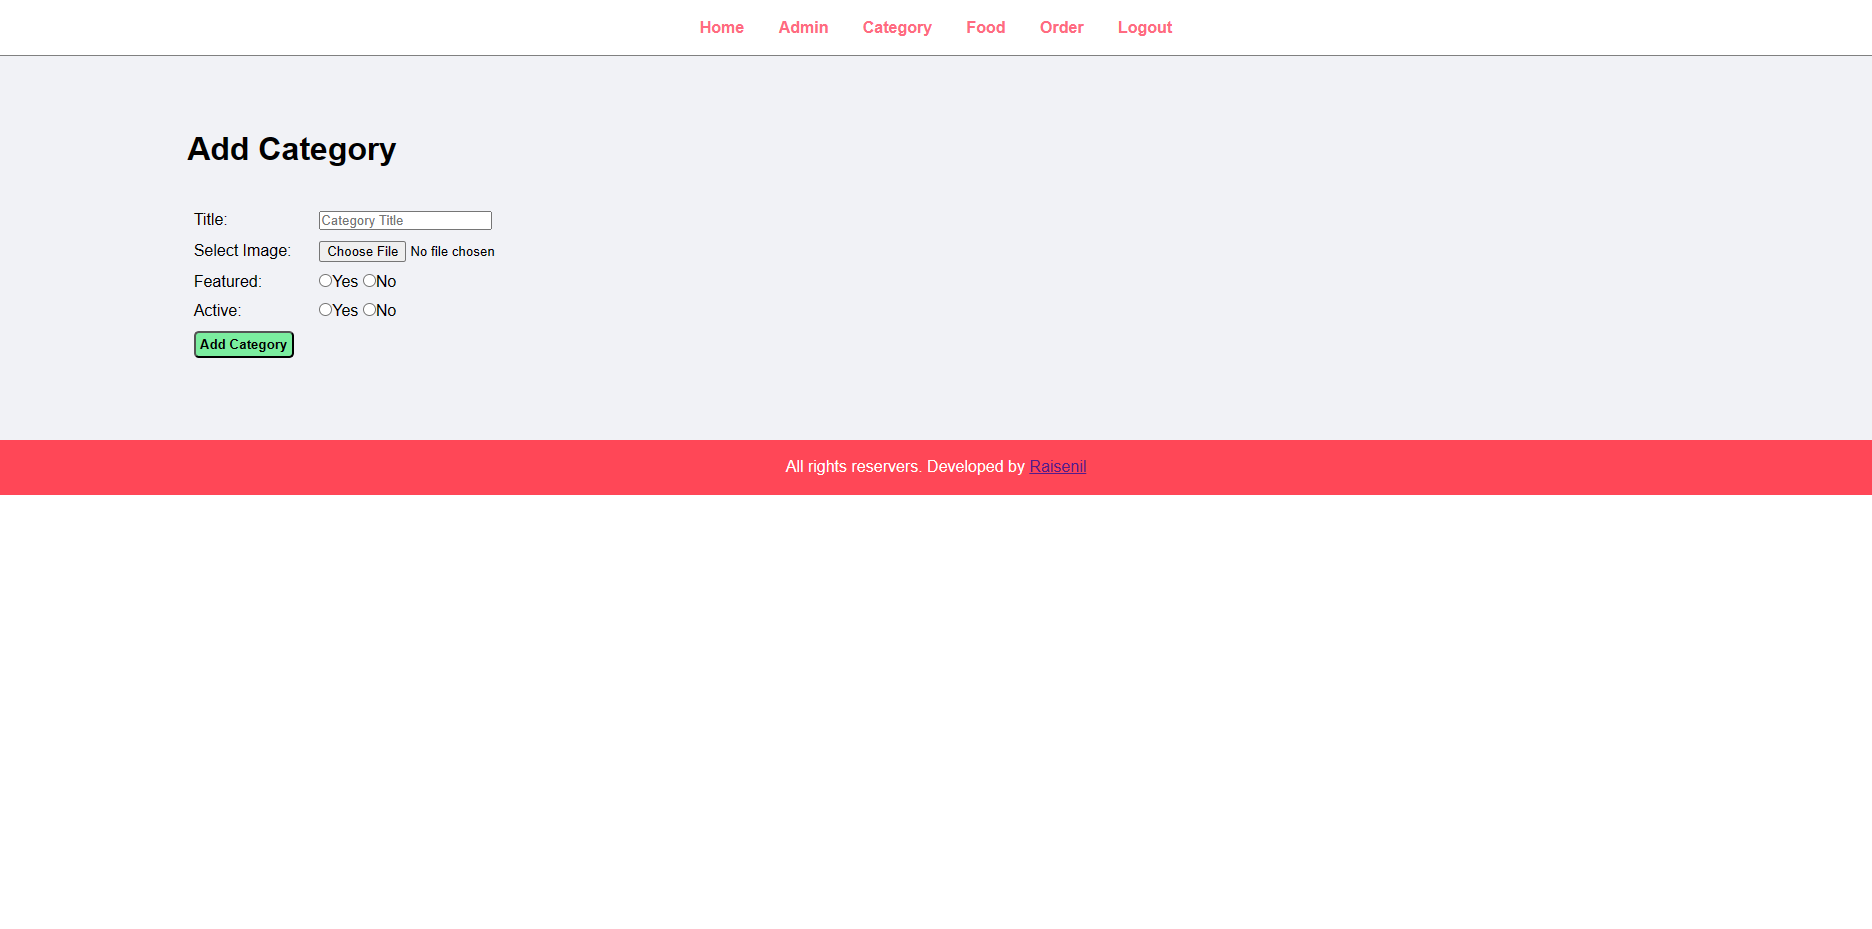 Home Admin Category Food Order Logout
Add Category
Title: Category Title
Select Image: Choose File No file chosen
Featured: Yes No
Active: Yes No
Add Category
All rights reservers. Developed by Raisenil